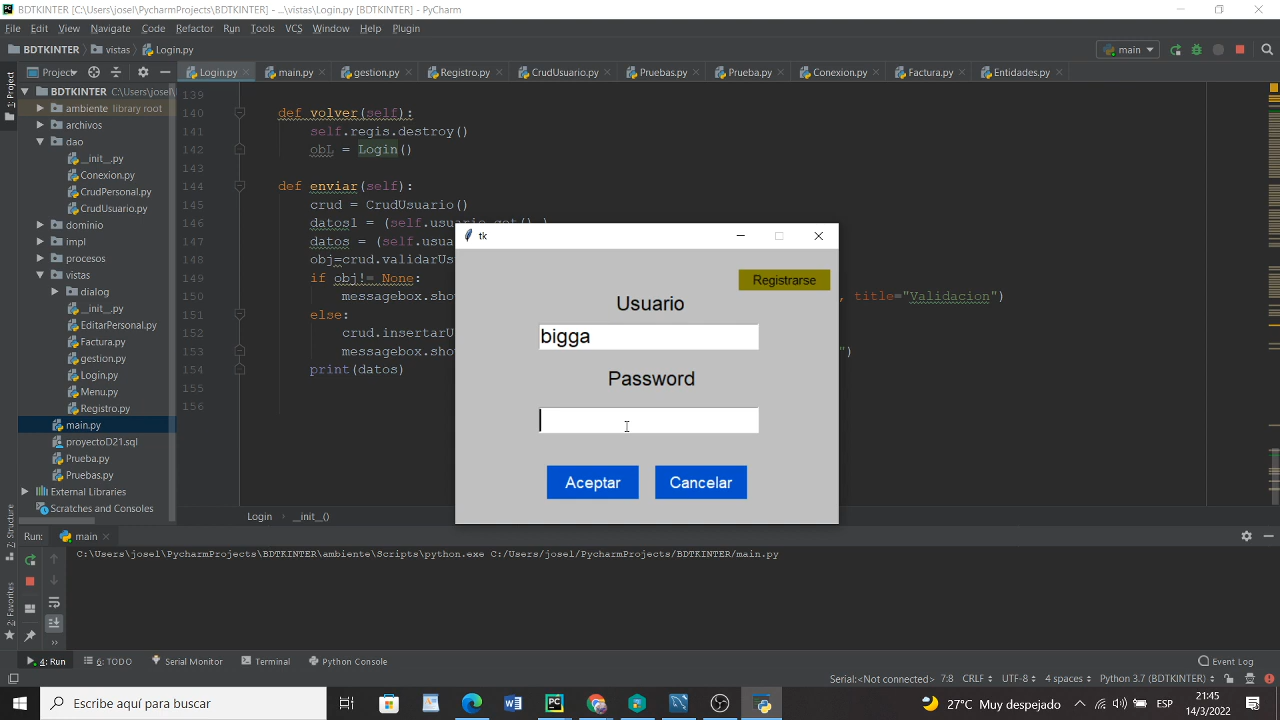 BDTKINTER [C:\Users\josel\PycharmProjects\BDTKINTER] - ...\vistas\Login.py [BDTKINTER] - PyCharm
File Edit View Navigate Code Refactor Run Tools VCS Window Help Plugin
BDTKINTER vistas Login.py main
1: Project
Project Login.py main.py gestion.py Registro.py CrudUsuario.py Pruebas.py Prueba.py Conexion.py Factura.py Entidades.py
BDTKINTER C:\Users\josel\
ambiente library root
archivos
dao
__init__.py
Conexion.py
CrudPersonal.py
CrudUsuario.py
dominio
impl
procesos
vistas
dialog
__init__.py
EditarPersonal.py
Factura.py
gestion.py
Login.py
Menu.py
Registro.py
main.py
proyectoD21.sql
Prueba.py
Pruebas.py
External Libraries
Scratches and Consoles
139
140 def volver(self):
141 self.regis.destroy()
142 obL = Login()
143
144 def enviar(self):
145 crud = CrudUsuario()
146 datosl = (self.usuario.get(),)
147 datos = (self.usua
148 obj=crud.validarUs
149 if obj!= None:
150 messagebox.sho , title="Validacion")
151 else:
152 crud.insertarU
153 messagebox.sho ")
154 print(datos)
155
156
Login › __init__()
tk
Registrarse
Usuario
bigga
Password
Aceptar Cancelar
Run: main
C:\Users\josel\PycharmProjects\BDTKINTER\ambiente\Scripts\python.exe C:/Users/josel/PycharmProjects/BDTKINTER/main.py
Z: Structure
2: Favorites
4: Run 6: TODO Serial Monitor Terminal Python Console Event Log
Serial:<Not connected> 7:8 CRLF UTF-8 4 spaces Python 3.7 (BDTKINTER)
Escribe aquí para buscar
27°C Muy despejado ESP
21:45
14/3/2022